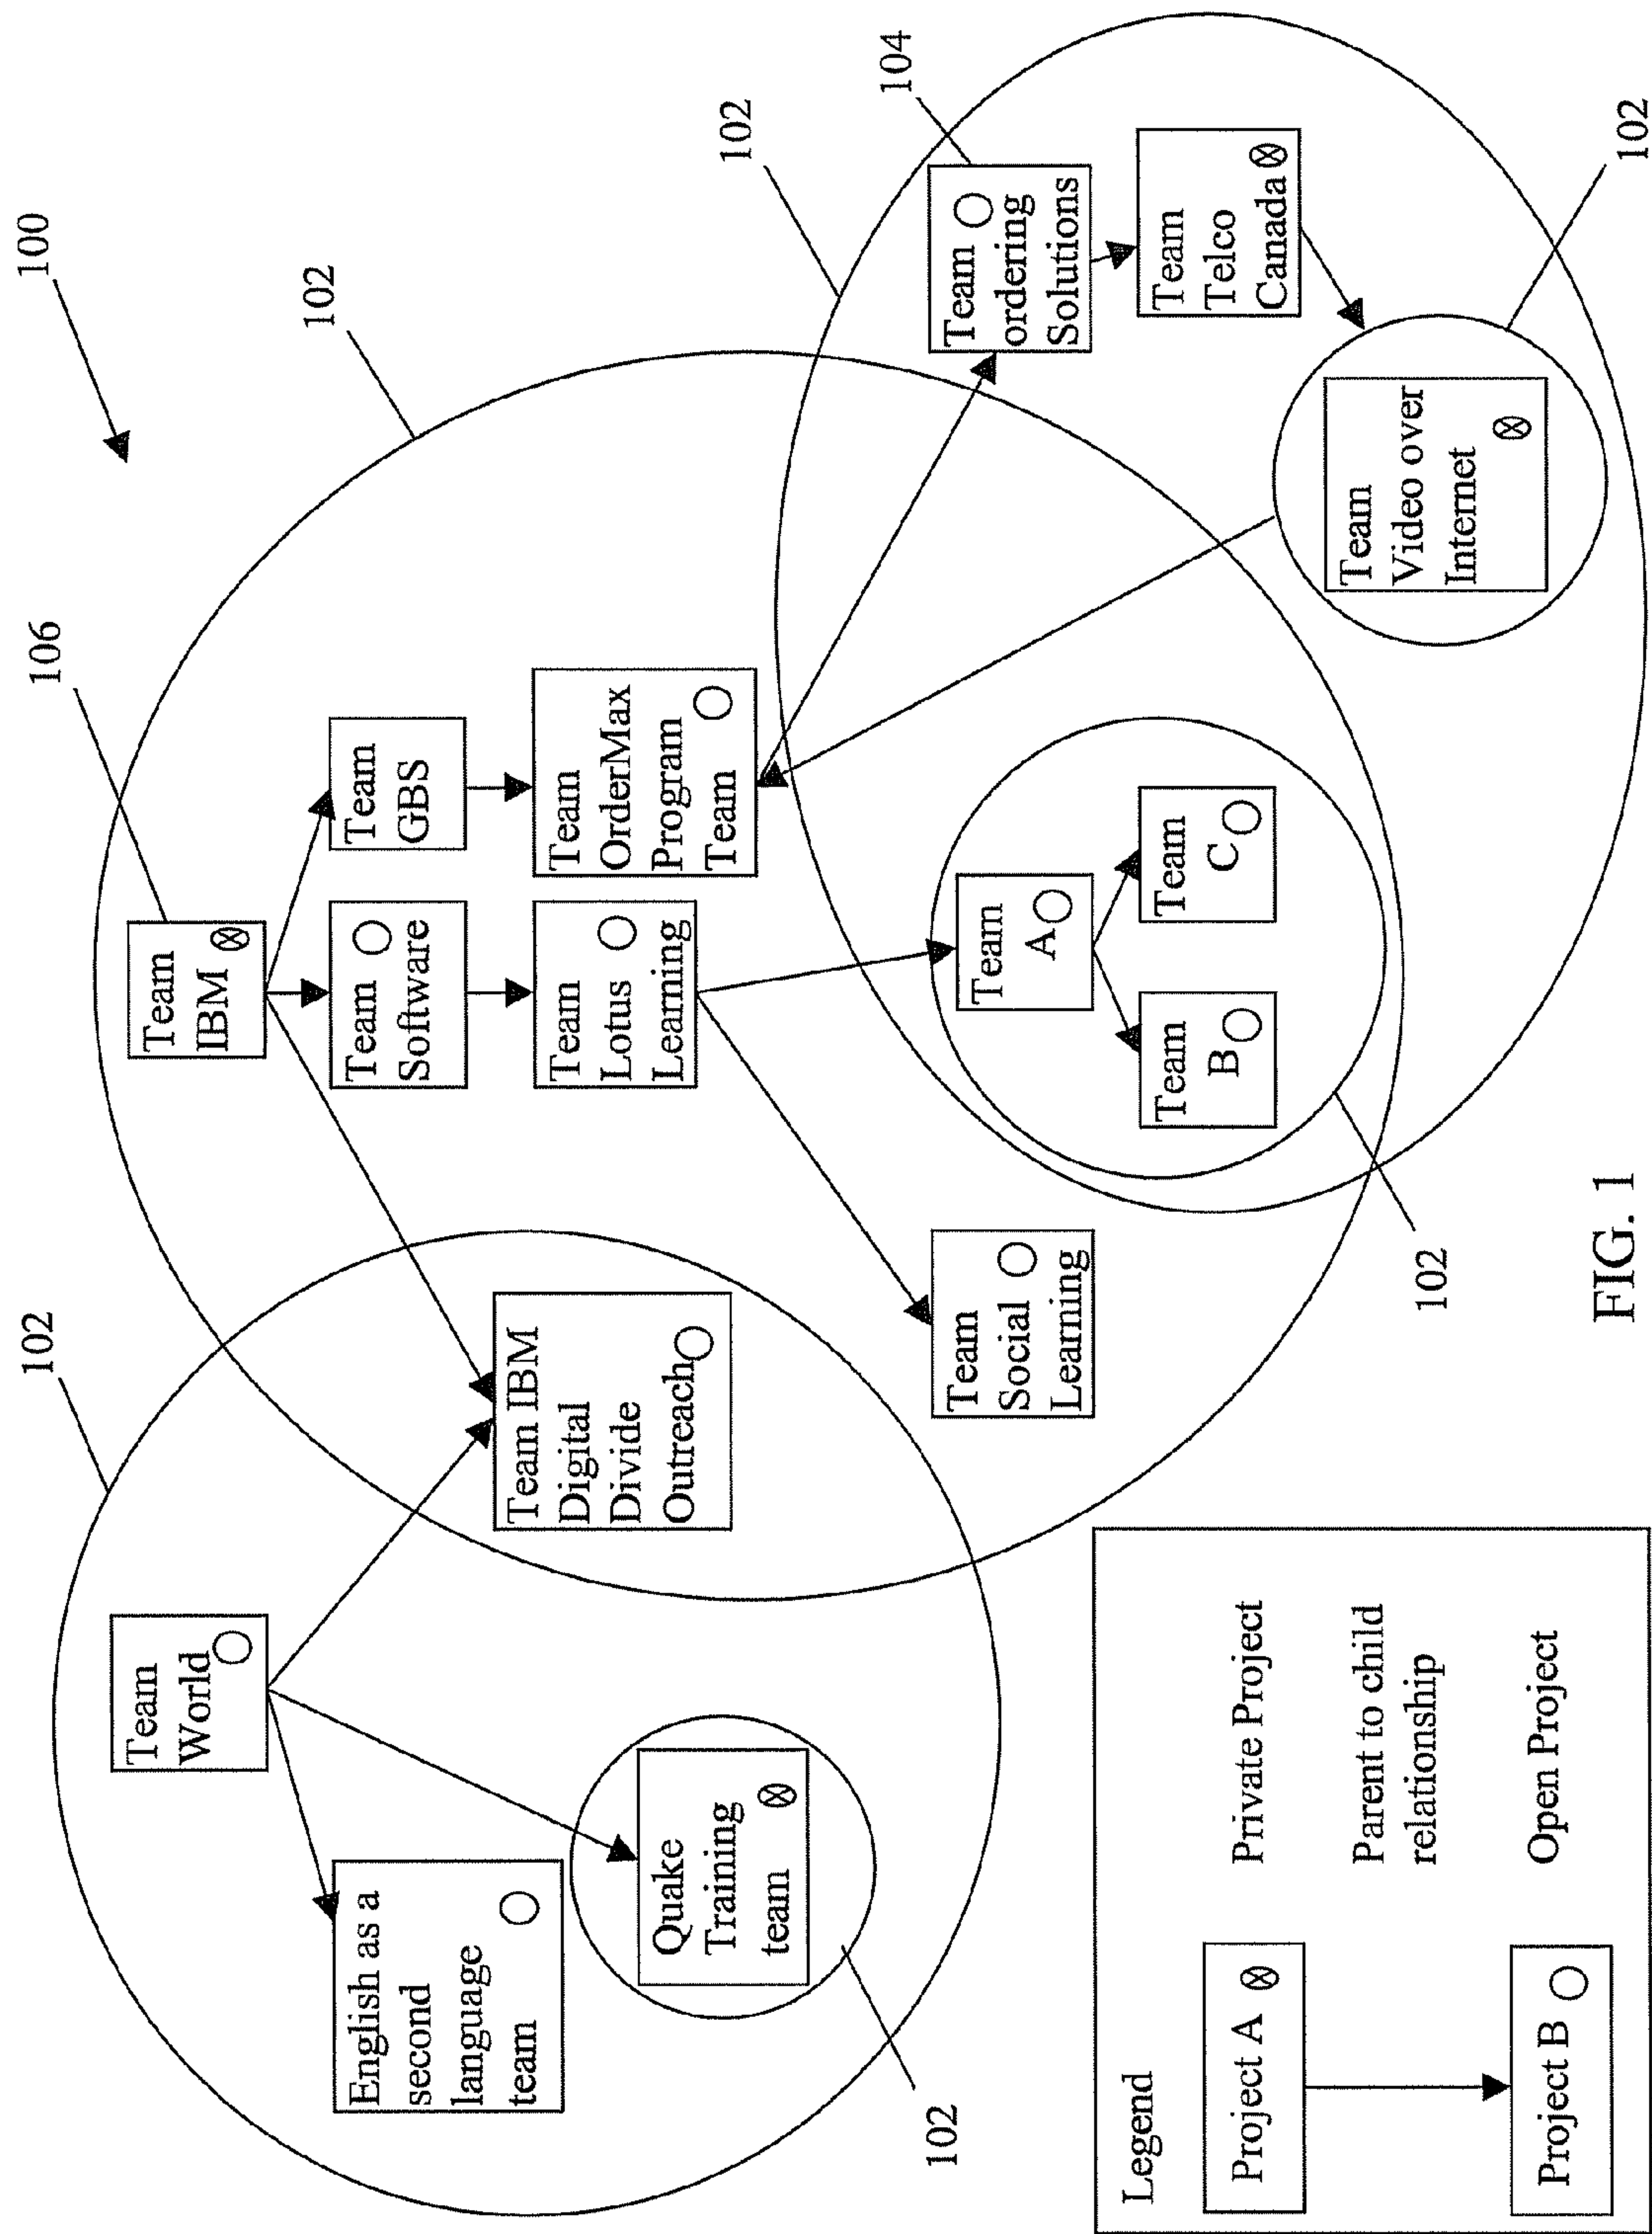 100
102
Team
World
English as a
second
language
team
Quake
Training
team
102
Team IBM
Digital
Divide
Outreach
106
Team
IBM
102
Team
Software
Team
GBS
Team
Lotus
Learning
Team
OrderMax
Program
Team
Team
Social
Learning
102
104
Team
ordering
Solutions
Team
Telco
Canada
Team
A
Team
B
Team
C
102
Team
Video over
Internet
102
Legend
Project A
Private Project
Parent to child
relationship
Project B
Open Project
FIG. 1